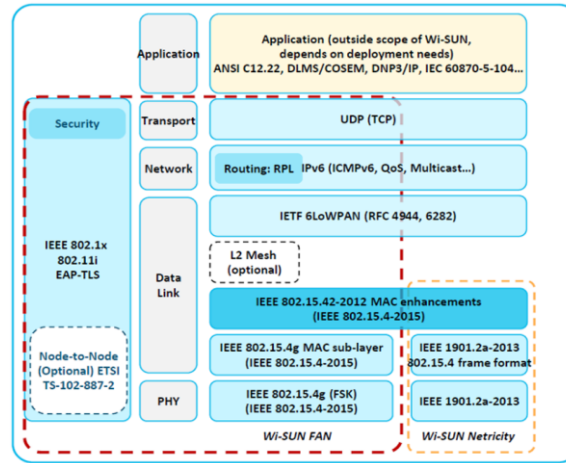 Application
Application (outside scope of Wi-SUN,
depends on deployment needs)
ANSI C12.22, DLMS/COSEM, DNP3/IP, IEC 60870-5-104...
Security
Transport
UDP (TCP)
Network
Routing: RPL IPv6 (ICMPv6, QoS, Multicast...)
IETF 6LoWPAN (RFC 4944, 6282)
IEEE 802.1x
802.11i
EAP-TLS
Data
Link
L2 Mesh
(optional)
IEEE 802.15.42-2012 MAC enhancements
(IEEE 802.15.4-2015)
Node-to-Node
(Optional) ETSI
TS-102-887-2
IEEE 802.15.4g MAC sub-layer
(IEEE 802.15.4-2015)
IEEE 1901.2a-2013
802.15.4 frame format
PHY
IEEE 802.15.4g (FSK)
(IEEE 802.15.4-2015)
IEEE 1901.2a-2013
Wi-SUN FAN
Wi-SUN Netricity